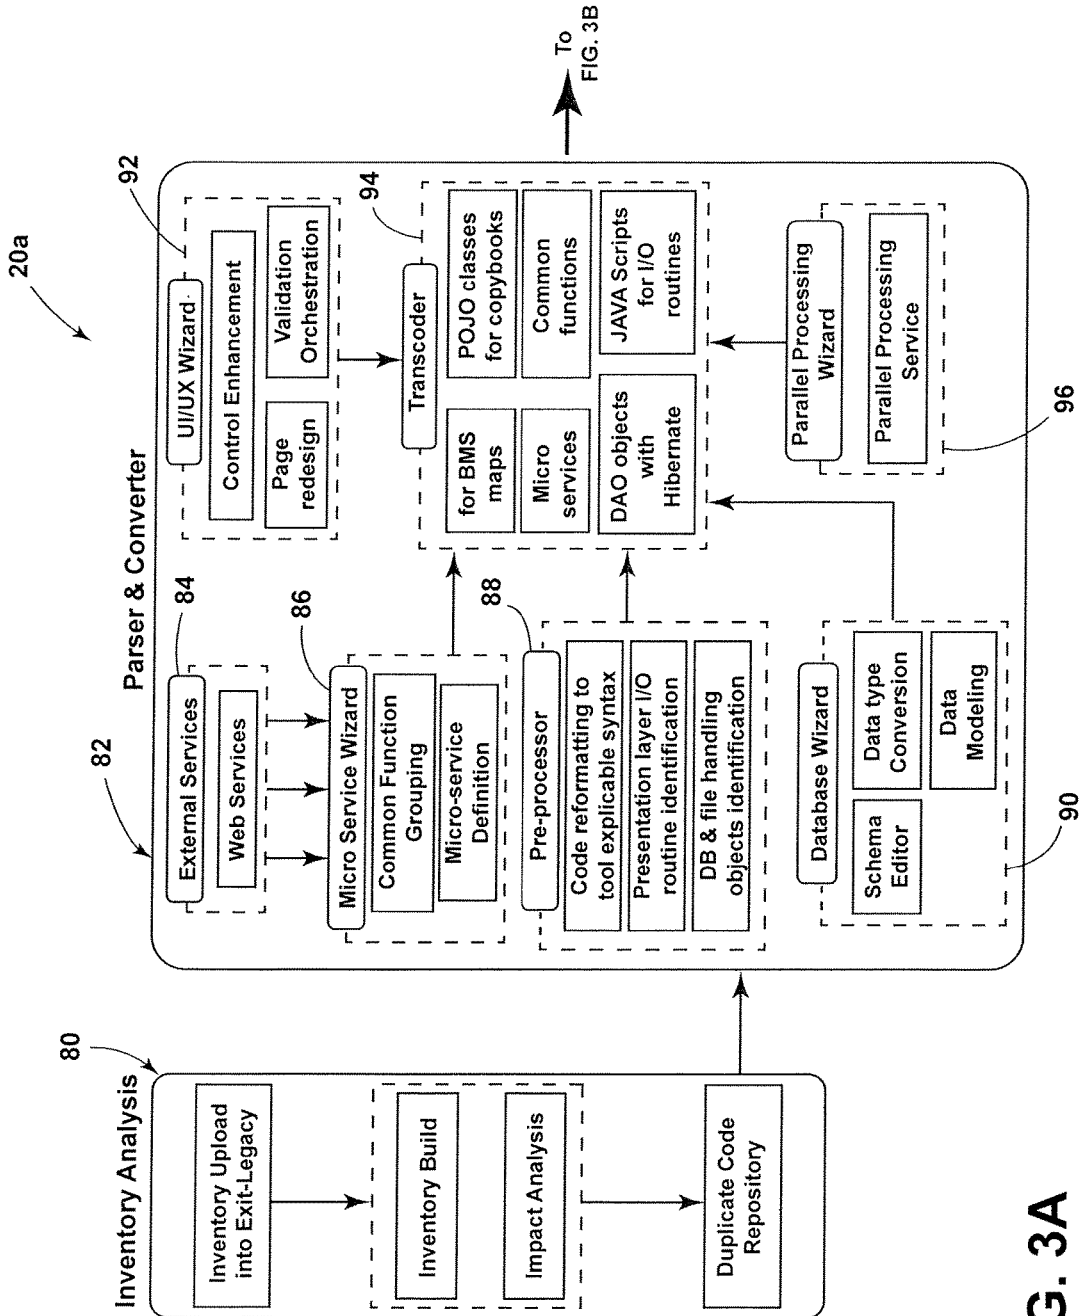 20a
Inventory Analysis
80
Inventory Upload
into Exit-Legacy
Inventory Build
Impact Analysis
Duplicate Code
Repository
Parser & Converter
82
External Services
84
Web Services
Micro Service Wizard
86
Common Function
Grouping
Micro-service
Definition
Pre-processor
88
Code reformatting to
tool explicable syntax
Presentation layer I/O
routine identification
DB & file handling
objects identification
Database Wizard
Schema
Editor
Data type
Conversion
Data
Modeling
90
UI/UX Wizard
92
Control Enhancement
Page
redesign
Validation
Orchestration
Transcoder
94
for BMS
maps
POJO classes
for copybooks
Micro
services
Common
functions
DAO objects
with
Hibernate
JAVA Scripts
for I/O
routines
Parallel Processing
Wizard
Parallel Processing
Service
96
To
FIG. 3B
G. 3A